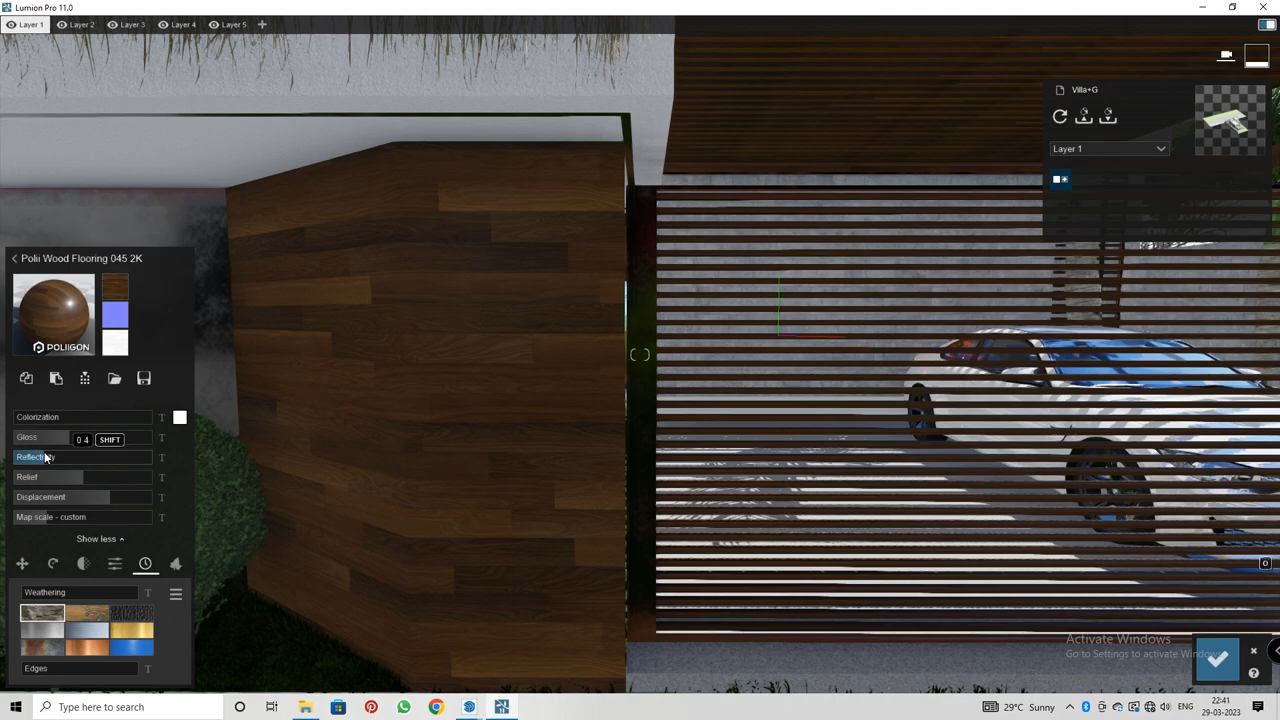 Lumion Pro 11.0
Layer 1 Layer 2 Layer 3 Layer 4 Layer 5
Villa+G
Layer 1
Polii Wood Flooring 045 2K
POLIIGON
Colorization T
Gloss 0 4 SHIFT T
Reflectivity T
Relief T
Displacement T
Map scale - custom T
Show less
Weathering T
Edges T
Activate Windows
Go to Settings to activate Windows.
Type here to search
29°C Sunny
ENG
22:41
29-03-2023